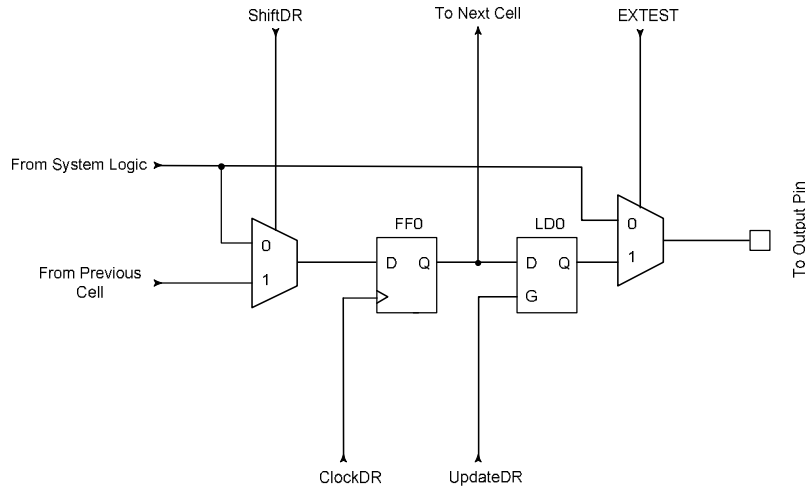 ShiftDR
To Next Cell
EXTEST
From System Logic
FF0
LD0
0
1
D Q
D Q
G
0
1
From Previous
Cell
To Output Pin
ClockDR
UpdateDR